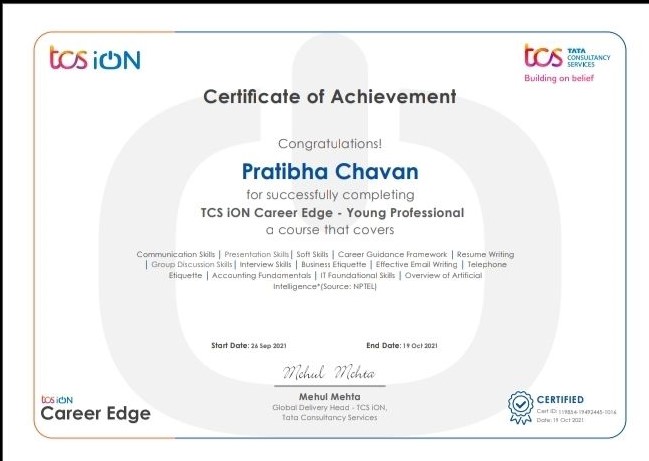 tcs iON
tcs TATA
CONSULTANCY
SERVICES
Building on belief
Certificate of Achievement
Congratulations!
Pratibha Chavan
for successfully completing
TCS iON Career Edge - Young Professional
a course that covers
Communication Skills | Presentation Skills | Soft Skills | Career Guidance Framework | Resume Writing
| Group Discussion Skills | Interview Skills | Business Etiquette | Effective Email Writing | Telephone
Etiquette | Accounting Fundamentals | IT Foundational Skills | Overview of Artificial
Intelligence*(Source: NPTEL)
Start Date: 26 Sep 2021 End Date: 19 Oct 2021
Mehul Mehta
Mehul Mehta
Global Delivery Head - TCS iON,
Tata Consultancy Services
tcs iON
Career Edge
CERTIFIED
Cert ID: 119856-19492445-1016
Date: 19 Oct 2021